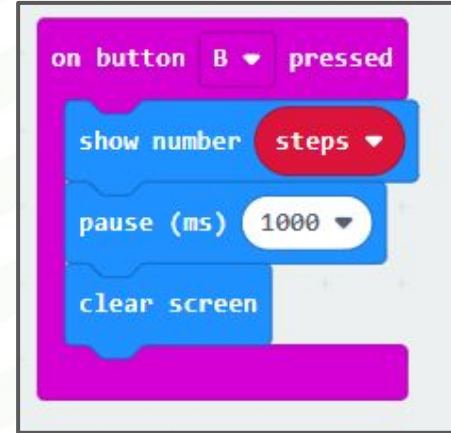 on button B pressed
show number steps
pause (ms) 1000
clear screen